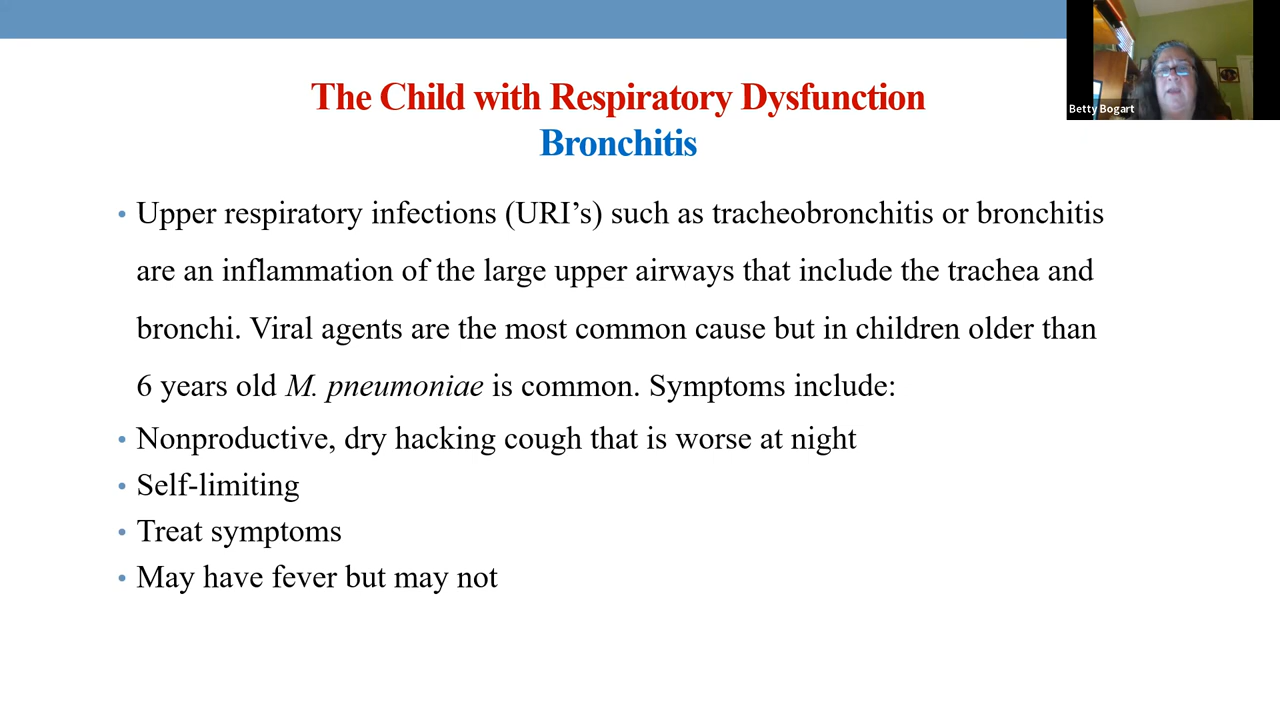 The Child with Respiratory Dysfunction
Bronchitis
Betty Bogart
• Upper respiratory infections (URI’s) such as tracheobronchitis or bronchitis
are an inflammation of the large upper airways that include the trachea and
bronchi. Viral agents are the most common cause but in children older than
6 years old M. pneumoniae is common. Symptoms include:
• Nonproductive, dry hacking cough that is worse at night
• Self-limiting
• Treat symptoms
• May have fever but may not